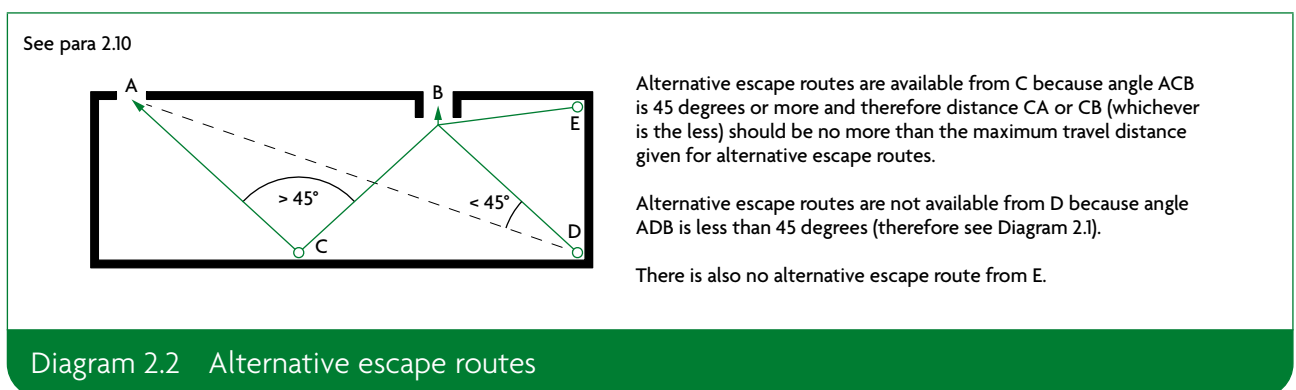 See para 2.10
A
B
E
> 45°
< 45°
D
C
Alternative escape routes are available from C because angle ACB
is 45 degrees or more and therefore distance CA or CB (whichever
is the less) should be no more than the maximum travel distance
given for alternative escape routes.
Alternative escape routes are not available from D because angle
ADB is less than 45 degrees (therefore see Diagram 2.1).
There is also no alternative escape route from E.
Diagram 2.2 Alternative escape routes